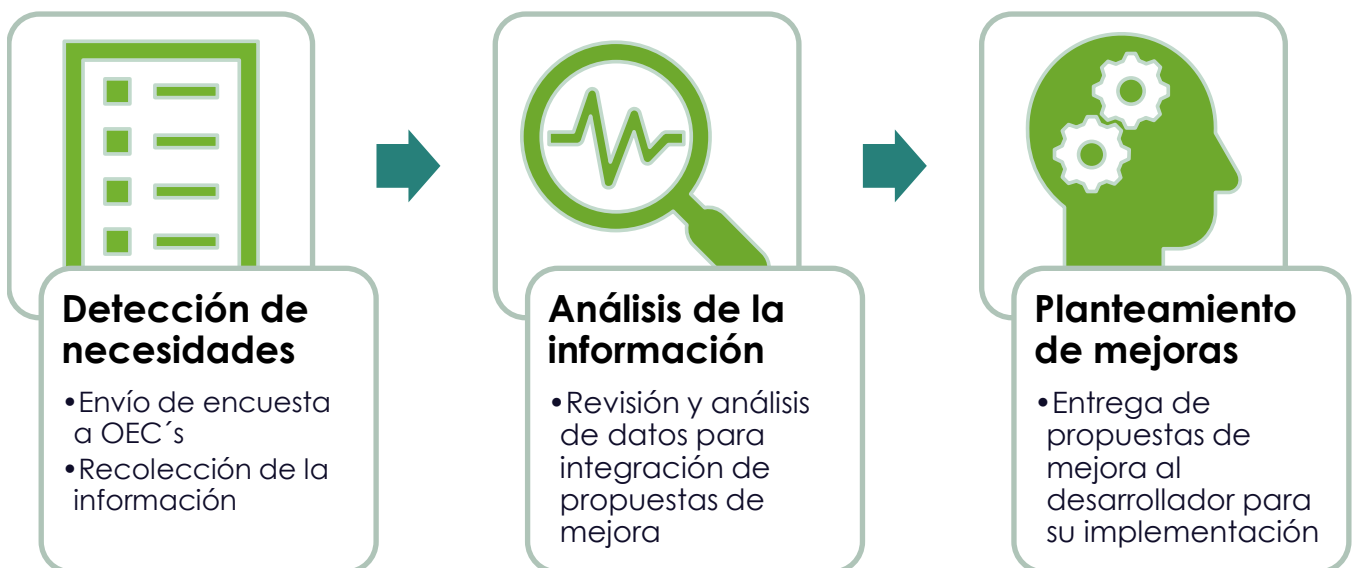 Detección de
necesidades
•Envío de encuesta
a OEC´s
•Recolección de la
información
Análisis de la
información
•Revisión y análisis
de datos para
integración de
propuestas de
mejora
Planteamiento
de mejoras
•Entrega de
propuestas de
mejora al
desarrollador para
su implementación